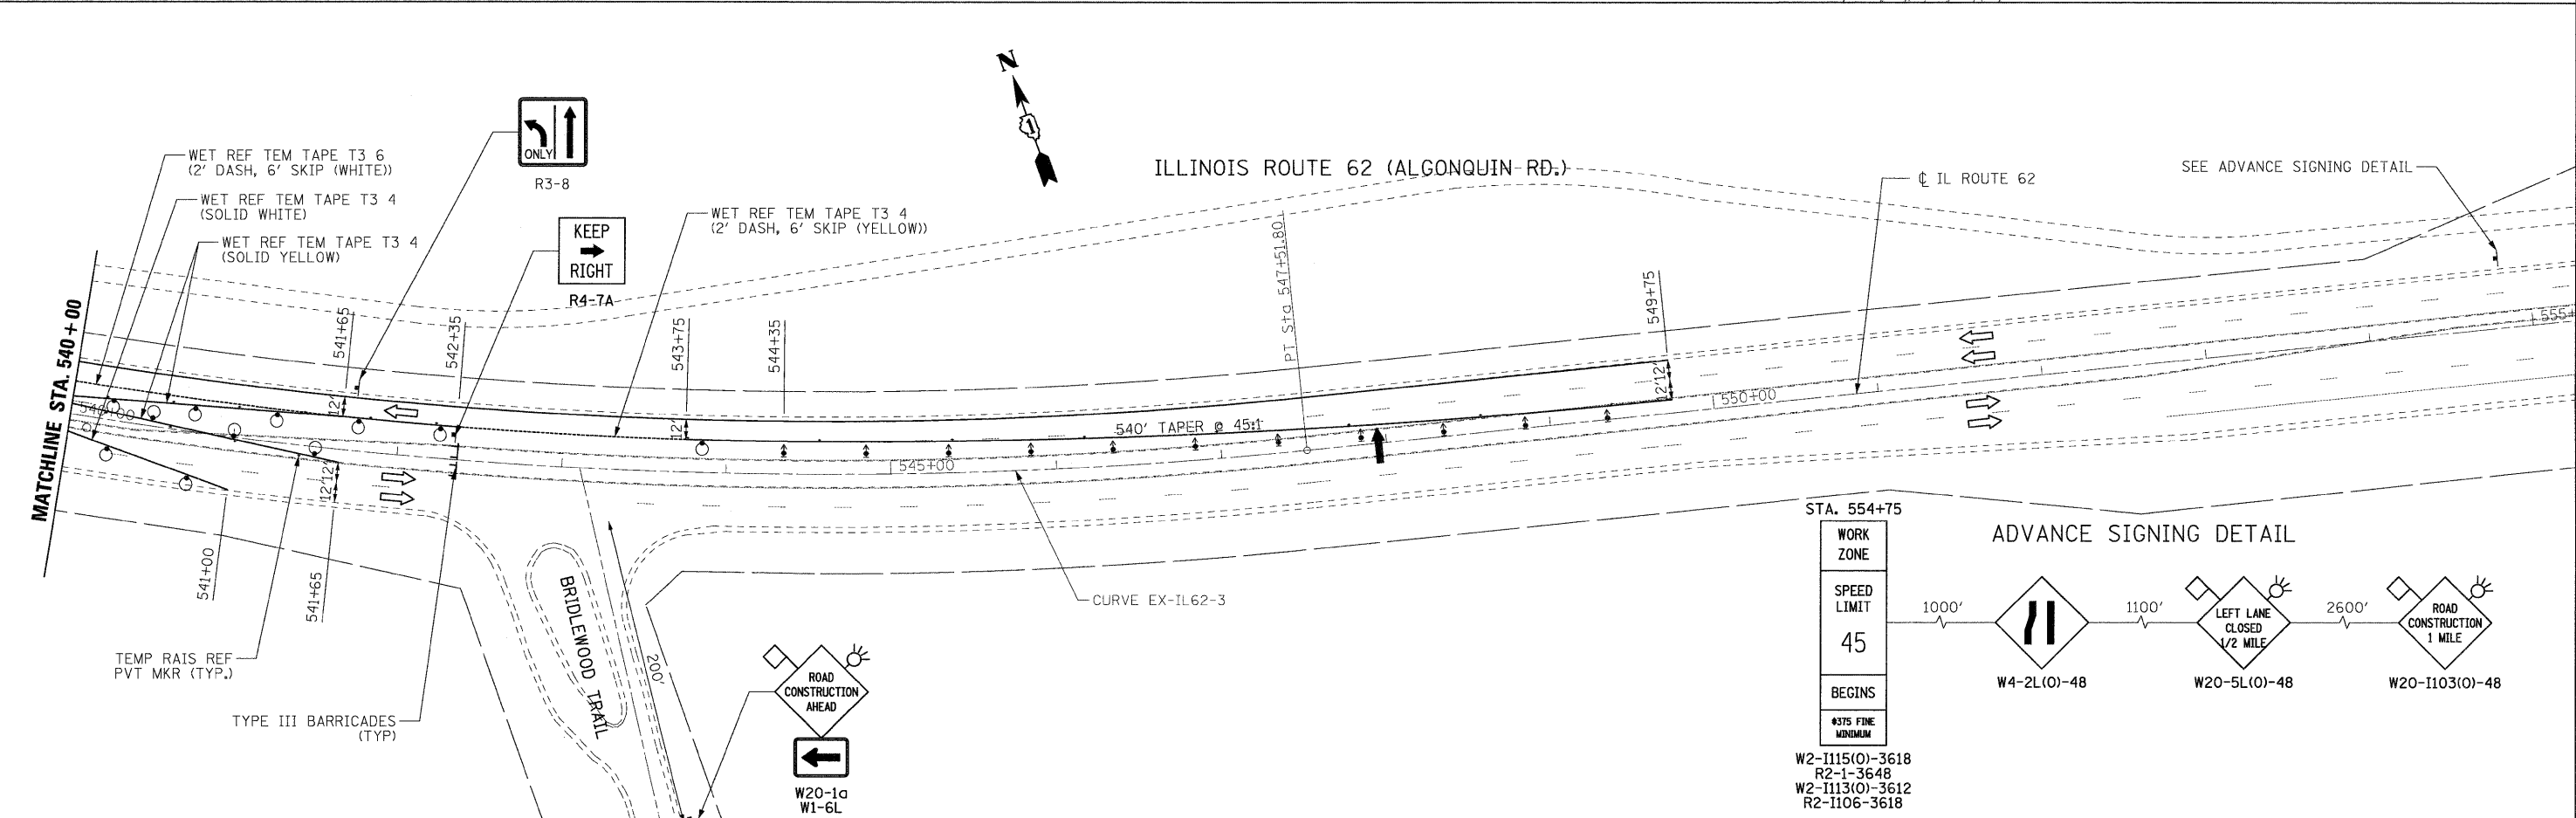 N
1
ONLY
R3-8
WET REF TEM TAPE T3 6
(2' DASH, 6' SKIP (WHITE))
WET REF TEM TAPE T3 4
(SOLID WHITE)
WET REF TEM TAPE T3 4
(SOLID YELLOW)
KEEP
RIGHT
R4-7A
WET REF TEM TAPE T3 4
(2' DASH, 6' SKIP (YELLOW))
ILLINOIS ROUTE 62 (ALGONQUIN RD.)
℄ IL ROUTE 62
SEE ADVANCE SIGNING DETAIL
MATCHLINE STA. 540+00
540+00
541+65
542+35
543+75
544+35
PT Sta 547+51.80
549+75
12'
12'
12'12'
540' TAPER @ 45:1
545+00
550+00
555+
12'12'
541+00
541+65
CURVE EX-IL62-3
TEMP RAIS REF
PVT MKR (TYP.)
TYPE III BARRICADES
(TYP)
BRIDLEWOOD TRAIL
200'
ROAD
CONSTRUCTION
AHEAD
W20-1a
W1-6L
STA. 554+75
WORK
ZONE
SPEED
LIMIT
45
BEGINS
$375 FINE
MINIMUM
W2-I115(O)-3618
R2-1-3648
W2-I113(O)-3612
R2-I106-3618
ADVANCE SIGNING DETAIL
1000'
W4-2L(O)-48
1100'
LEFT LANE
CLOSED
1/2 MILE
W20-5L(O)-48
2600'
ROAD
CONSTRUCTION
1 MILE
W20-I103(O)-48